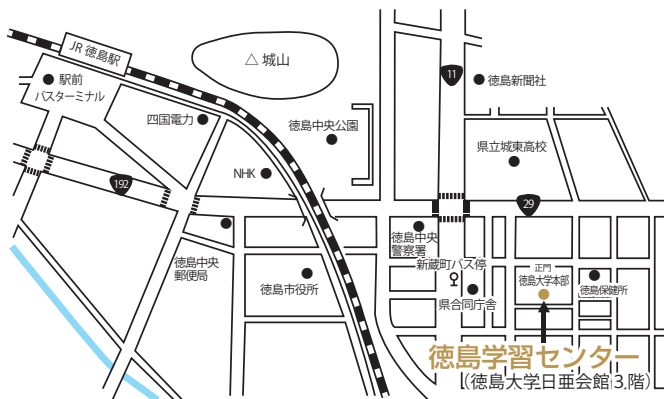 JR 徳島駅
駅前
バスターミナル
四国電力
△ 城山
徳島中央公園
NHK
192
11
徳島新聞社
県立城東高校
29
徳島中央
郵便局
徳島市役所
徳島中央
警察署
新蔵町バス停
県合同庁舎
正門
徳島大学本部
徳島保健所
徳島学習センター
(徳島大学日亜会館 3 階)